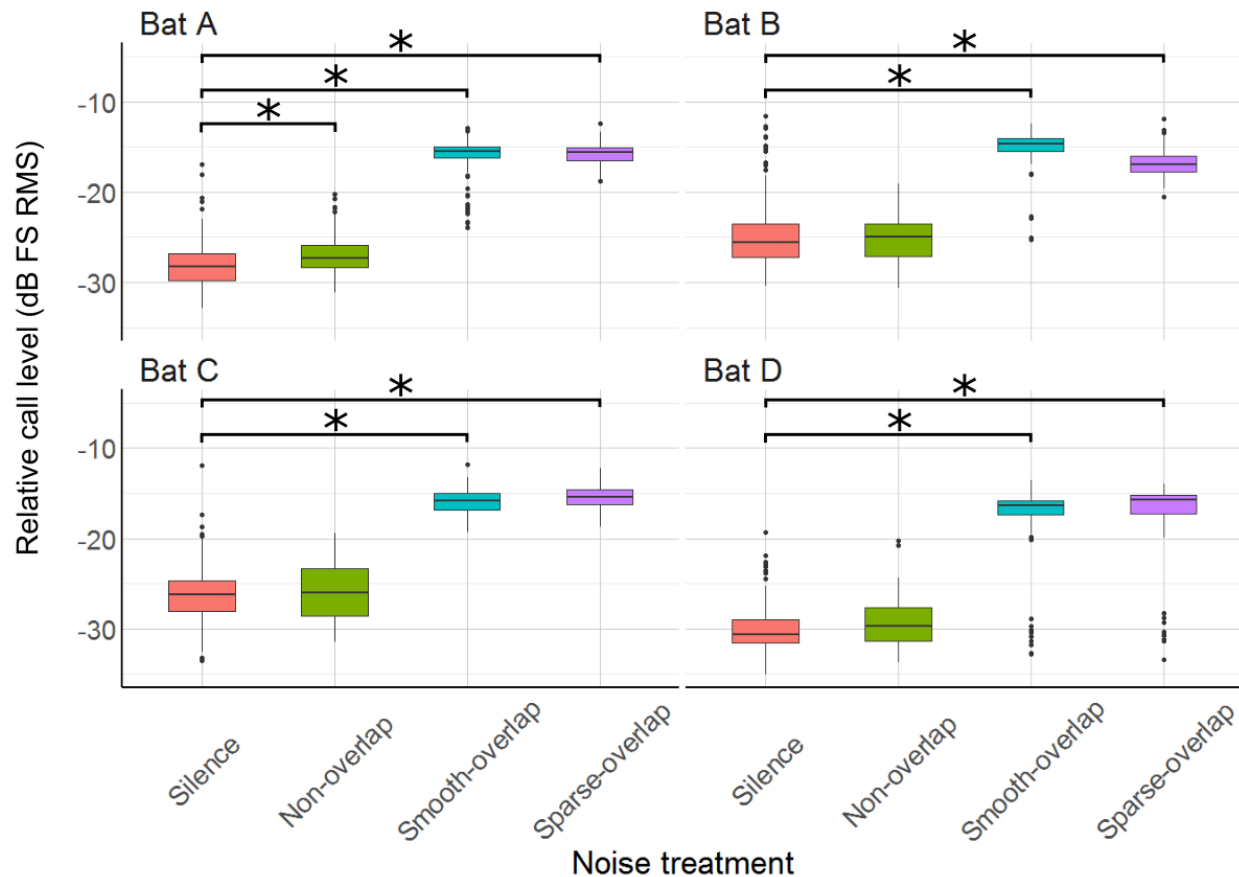 Bat A
Bat B
* 
* 
* 
* 
* 
-10
-20
-30
Bat C
Bat D
* 
* 
* 
* 
-10
-20
-30
Relative call level (dB FS RMS)
Silence
Non-overlap
Smooth-overlap
Sparse-overlap
Silence
Non-overlap
Smooth-overlap
Sparse-overlap
Noise treatment